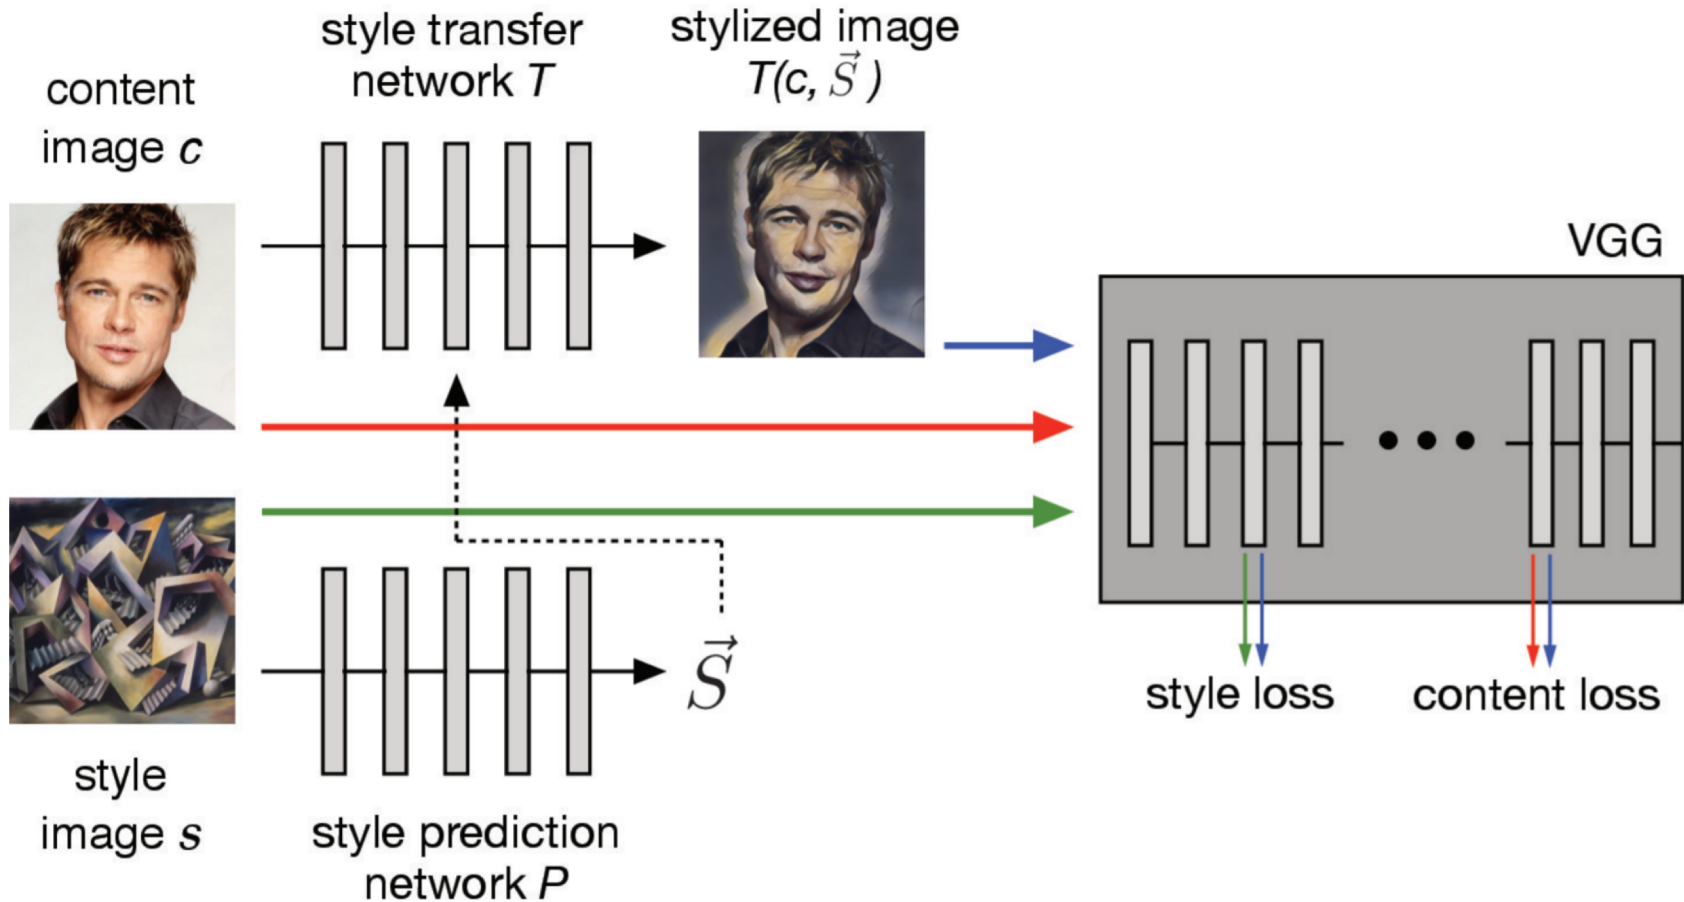 content
image c
style transfer
network T
stylized image
T(c, S⃗ )
VGG
style loss
content loss
S⃗
style
image s
style prediction
network P